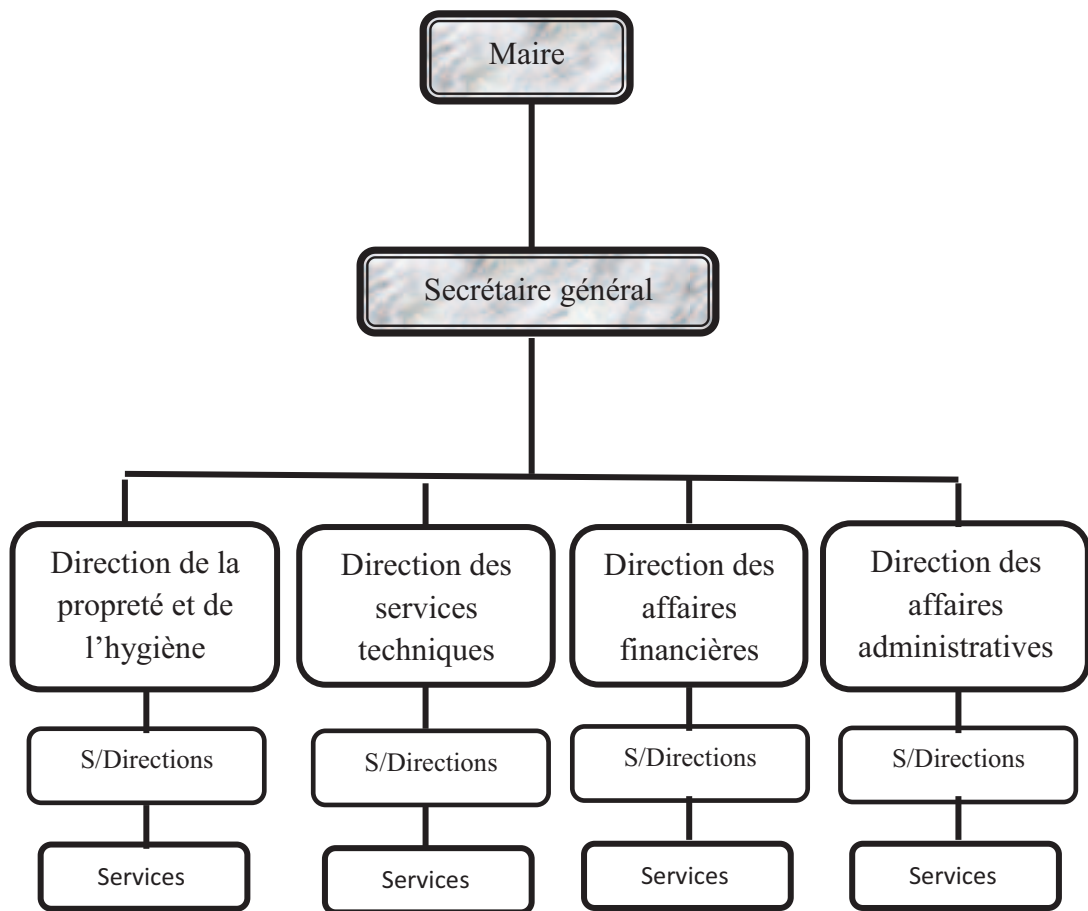 Maire
Secrétaire général
Direction de la
propreté et de
l’hygiène
Direction des
services
techniques
Direction des
affaires
financières
Direction des
affaires
administratives
S/Directions
S/Directions
S/Directions
S/Directions
Services
Services
Services
Services